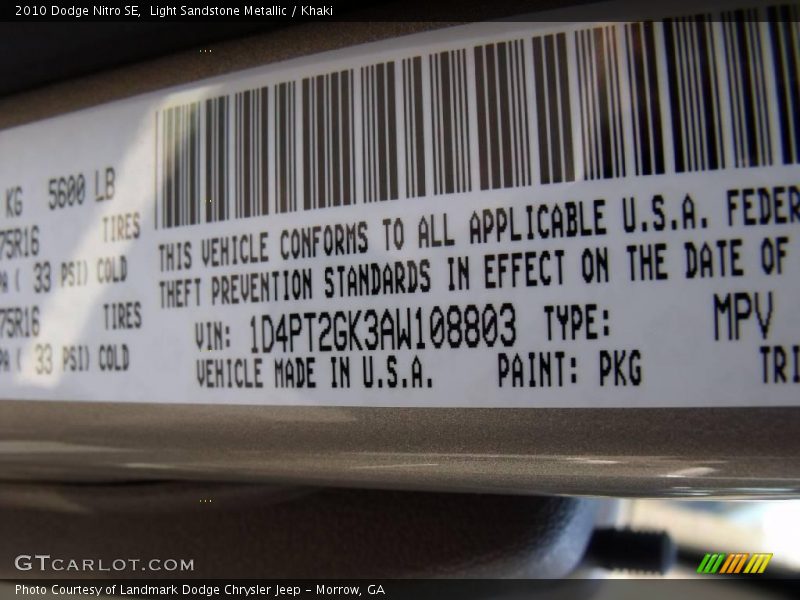 2010 Dodge Nitro SE,  Light Sandstone Metallic / Khaki
KG 5600 LB
75R16 TIRES
PA ( 33 PSI) COLD
75R16 TIRES
PA ( 33 PSI) COLD
THIS VEHICLE CONFORMS TO ALL APPLICABLE U.S.A. FEDER
THEFT PREVENTION STANDARDS IN EFFECT ON THE DATE OF
VIN: 1D4PT2GK3AW108803 TYPE: MPV
VEHICLE MADE IN U.S.A. PAINT: PKG TRI
GTCARLOT.COM
Photo Courtesy of Landmark Dodge Chrysler Jeep - Morrow, GA